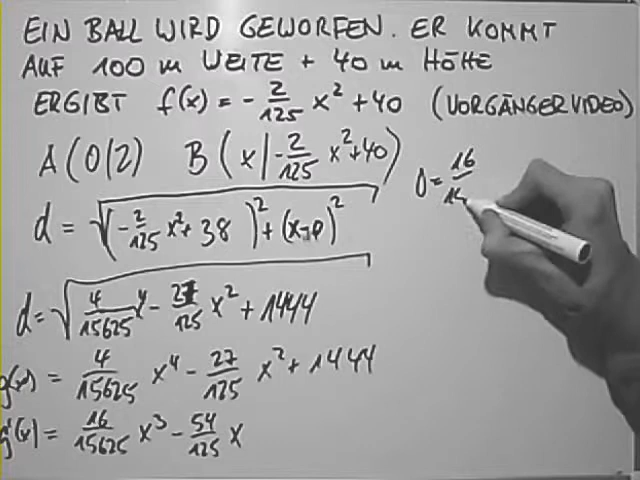 EIN BALL WIRD GEWORFEN. ER KOMMT
AUF 100 m WEITE + 40 m HÖHE
ERGIBT f(x) = - 2/125 x² + 40 (VORGÄNGERVIDEO)
A(0|2) B(x|-2/125 x²+40)
0 = 16/15
d = √((-2/125 x² + 38)² + (x-0)²)
d = √(4/15625 x⁴ - 27/125 x² + 1444)
g(x) = 4/15625 x⁴ - 27/125 x² + 1444
g'(x) = 16/15625 x³ - 54/125 x